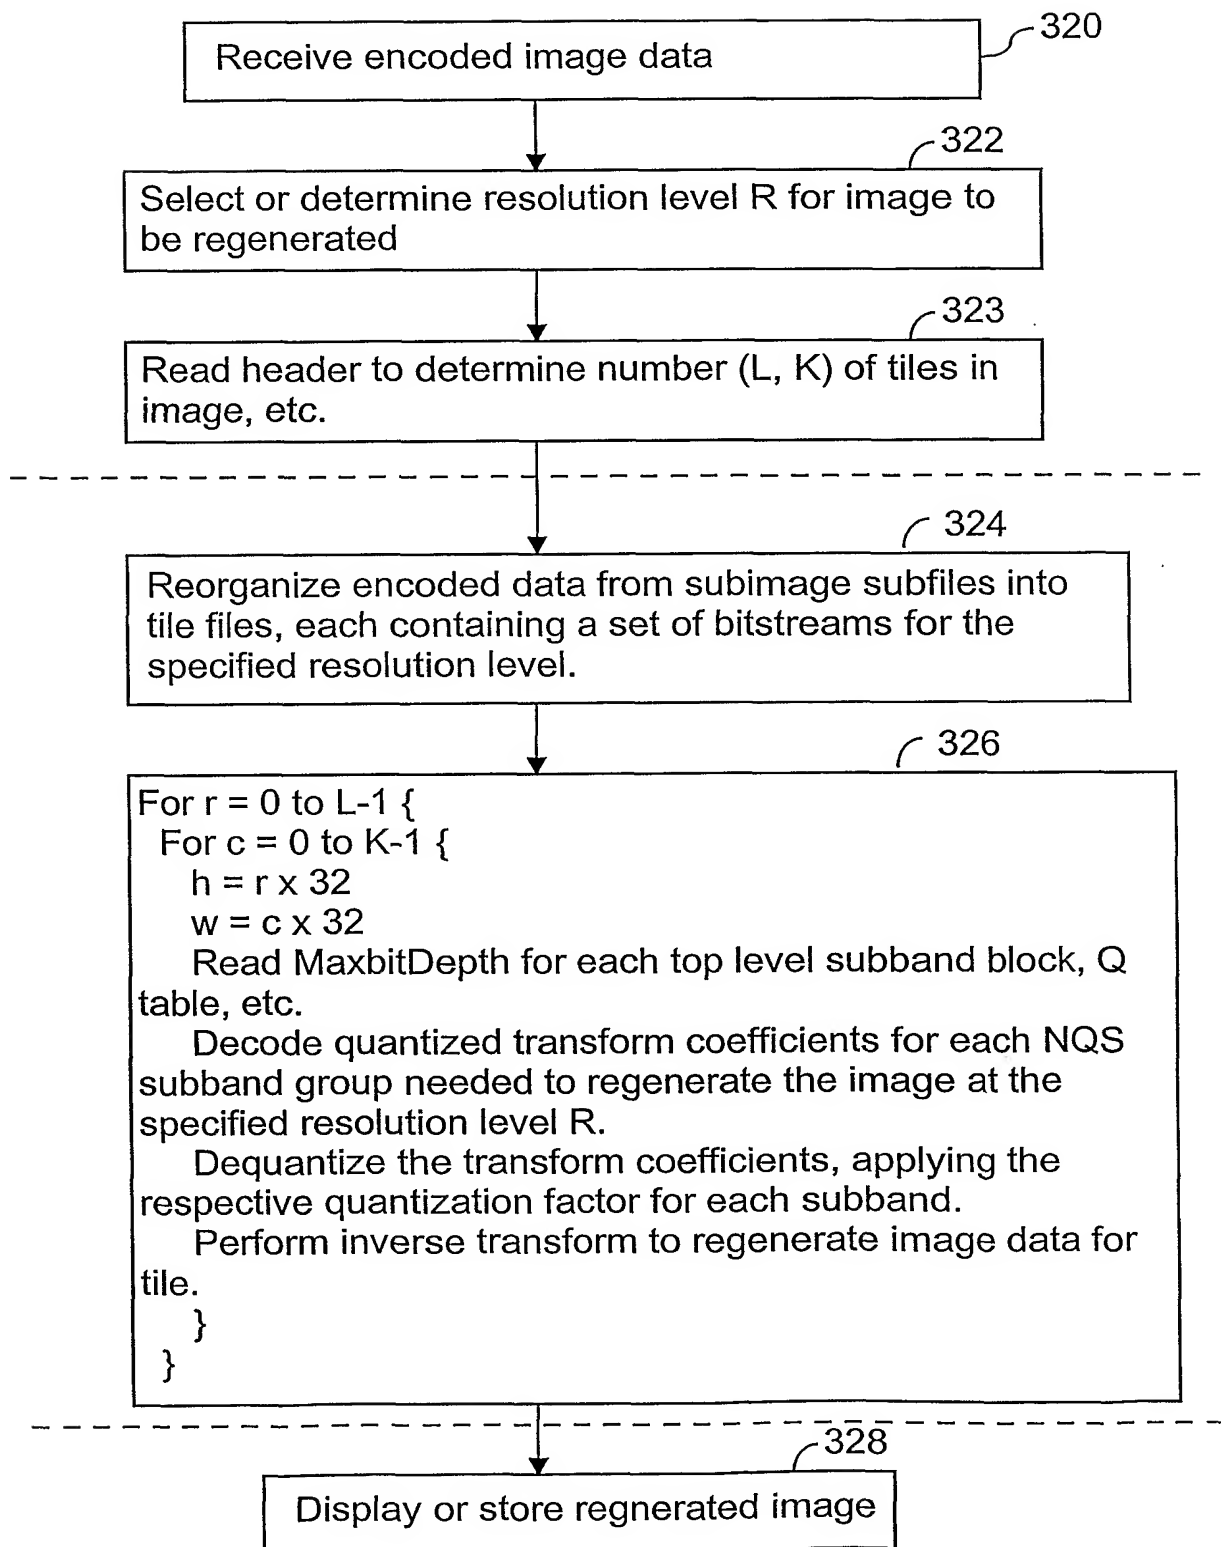 320
Receive encoded image data
322
Select or determine resolution level R for image to
be regenerated
323
Read header to determine number (L, K) of tiles in
image, etc.
324
Reorganize encoded data from subimage subfiles into
tile files, each containing a set of bitstreams for the
specified resolution level.
326
For r = 0 to L-1 {
For c = 0 to K-1 {
h = r x 32
w = c x 32
Read MaxbitDepth for each top level subband block, Q
table, etc.
Decode quantized transform coefficients for each NQS
subband group needed to regenerate the image at the
specified resolution level R.
Dequantize the transform coefficients, applying the
respective quantization factor for each subband.
Perform inverse transform to regenerate image data for
tile.
}
}
328
Display or store regnerated image